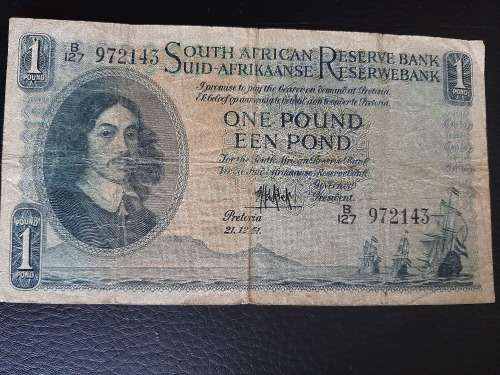 1 POUND
B/127 972143
SOUTH AFRICAN RESERVE BANK
SUID-AFRIKAANSE RESERWEBANK
1 POUND
I promise to pay the Bearer on demand at Pretoria
Ek beloof op aanvraag te betaal aan toonder te Pretoria
ONE POUND
EEN POND
For the South African Reserve Bank
Vir die Suid-Afrikaanse Reserwebank
Governor
President.
Pretoria
21.12.51.
B/127 972143
1 POND